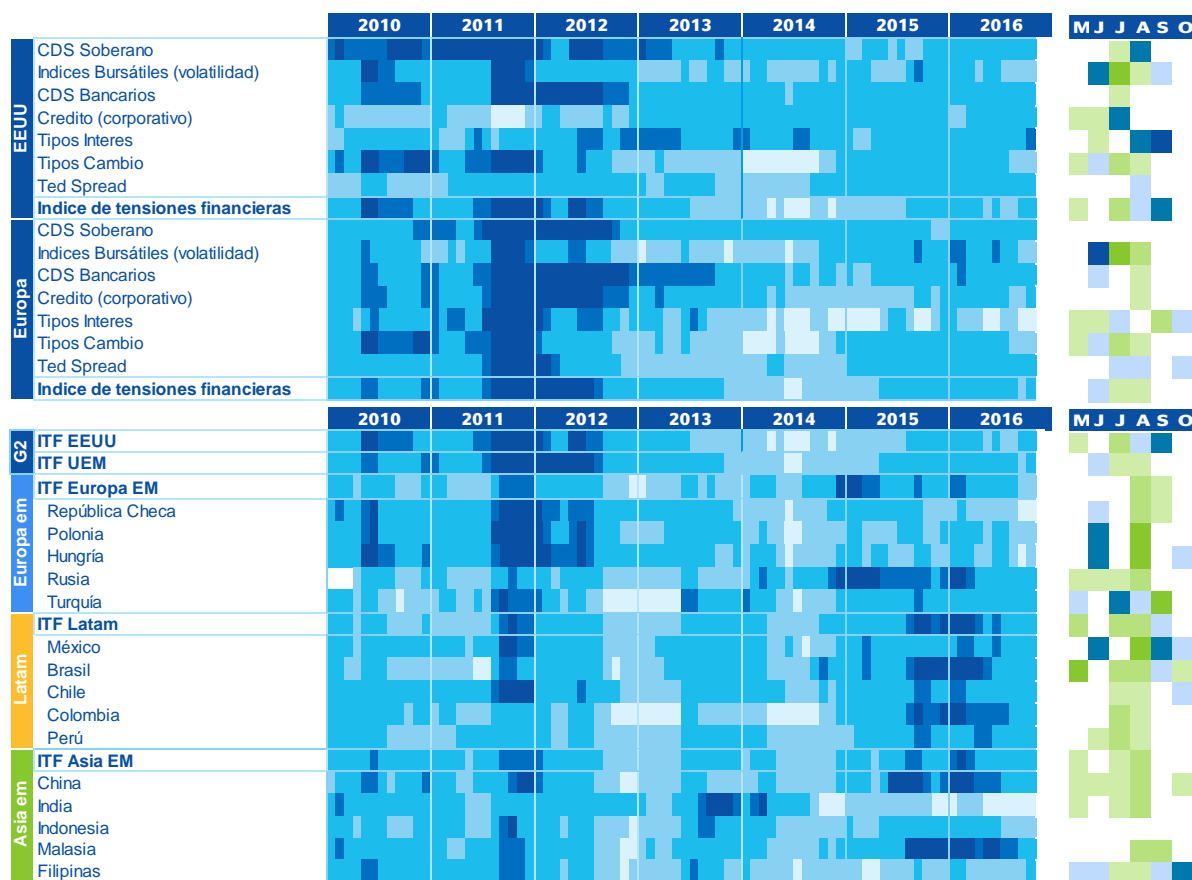 2010 2011 2012 2013 2014 2015 2016 M J J A S O
EEUU
CDS Soberano
Indices Bursátiles (volatilidad)
CDS Bancarios
Credito (corporativo)
Tipos Interes
Tipos Cambio
Ted Spread
Indice de tensiones financieras
Europa
CDS Soberano
Indices Bursátiles (volatilidad)
CDS Bancarios
Credito (corporativo)
Tipos Interes
Tipos Cambio
Ted Spread
Indice de tensiones financieras
2010 2011 2012 2013 2014 2015 2016 M J J A S O
G2
ITF EEUU
ITF UEM
Europa em
ITF Europa EM
República Checa
Polonia
Hungría
Rusia
Turquía
Latam
ITF Latam
México
Brasil
Chile
Colombia
Perú
Asia em
ITF Asia EM
China
India
Indonesia
Malasia
Filipinas